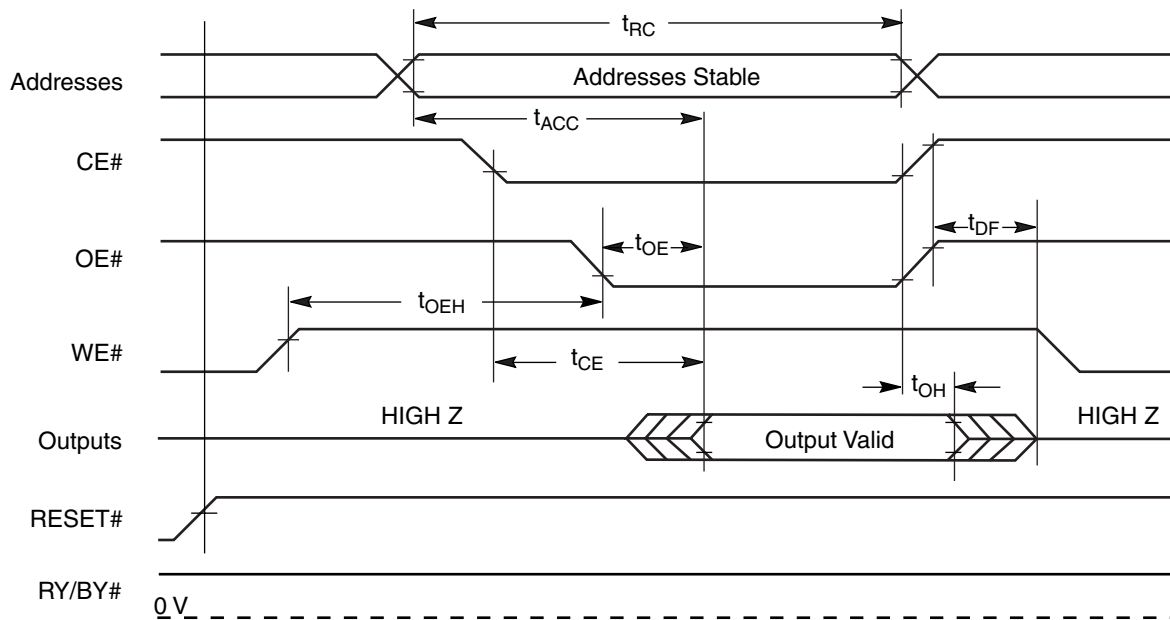 tRC
Addresses
Addresses Stable
tACC
CE#
tDF
OE#
tOE
tOEH
WE#
tCE
tOH
HIGH Z
HIGH Z
Outputs
Output Valid
RESET#
RY/BY#
0 V